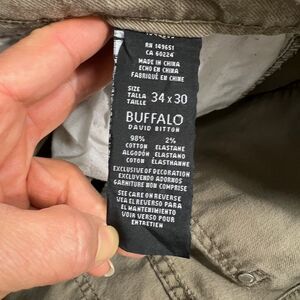 RN 149651
CA 60224
MADE IN CHINA
ECHO EN CHINA
FABRIQUÉ EN CHINE
SIZE
TALLA 34 x 30
TAILLE
BUFFALO
DAVID BITTON
98% 2%
COTTON ELASTANE
ALGODÓN ELASTANO
COTON ELASTHANNE
EXCLUSIVE OF DECORATION
EXCLUYENDO ADORNOS
GARNITURE NON COMPRISE
SEE CARE ON REVERSE
VEA EL REVERSO PARA
EL MANTENIMIENTO
VOIR VERSO POUR
ENTRETIEN